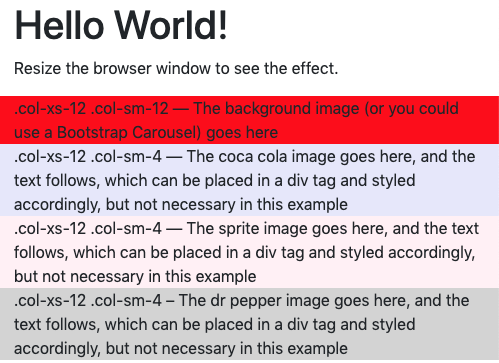 Hello World!
Resize the browser window to see the effect.
.col-xs-12 .col-sm-12 — The background image (or you could
use a Bootstrap Carousel) goes here
.col-xs-12 .col-sm-4 — The coca cola image goes here, and the
text follows, which can be placed in a div tag and styled
accordingly, but not necessary in this example
.col-xs-12 .col-sm-4 — The sprite image goes here, and the text
follows, which can be placed in a div tag and styled accordingly,
but not necessary in this example
.col-xs-12 .col-sm-4 – The dr pepper image goes here, and the
text follows, which can be placed in a div tag and styled
accordingly, but not necessary in this example